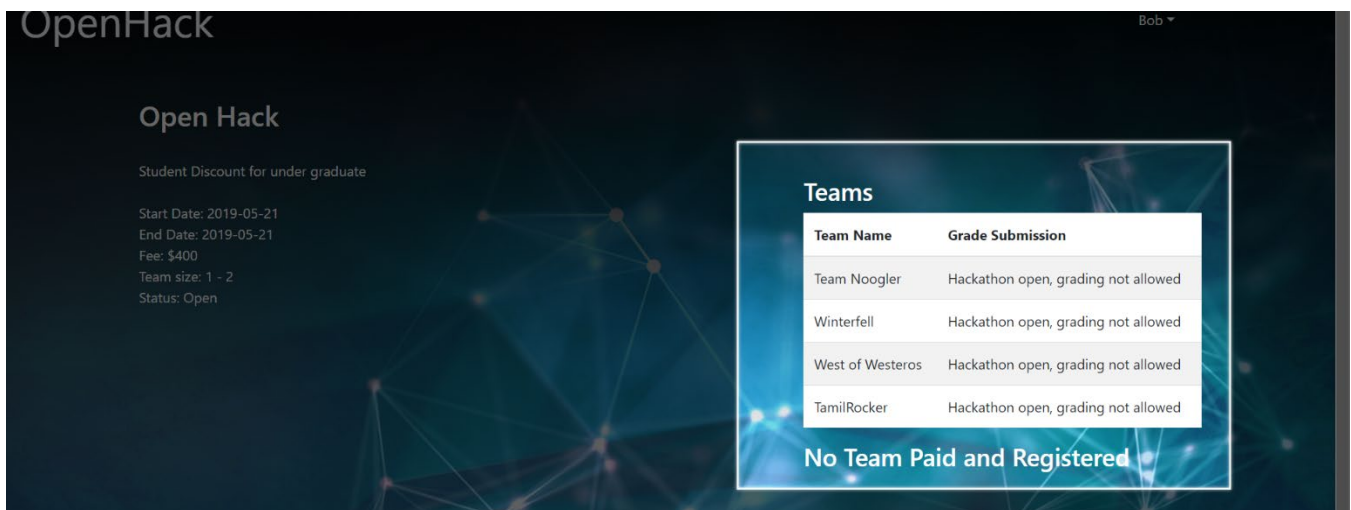 OpenHack
Bob
Open Hack
Student Discount for under graduate
Start Date: 2019-05-21
End Date: 2019-05-21
Fee: $400
Team size: 1 - 2
Status: Open
Teams
Team Name Grade Submission
Team Noogler Hackathon open, grading not allowed
Winterfell Hackathon open, grading not allowed
West of Westeros Hackathon open, grading not allowed
TamilRocker Hackathon open, grading not allowed
No Team Paid and Registered